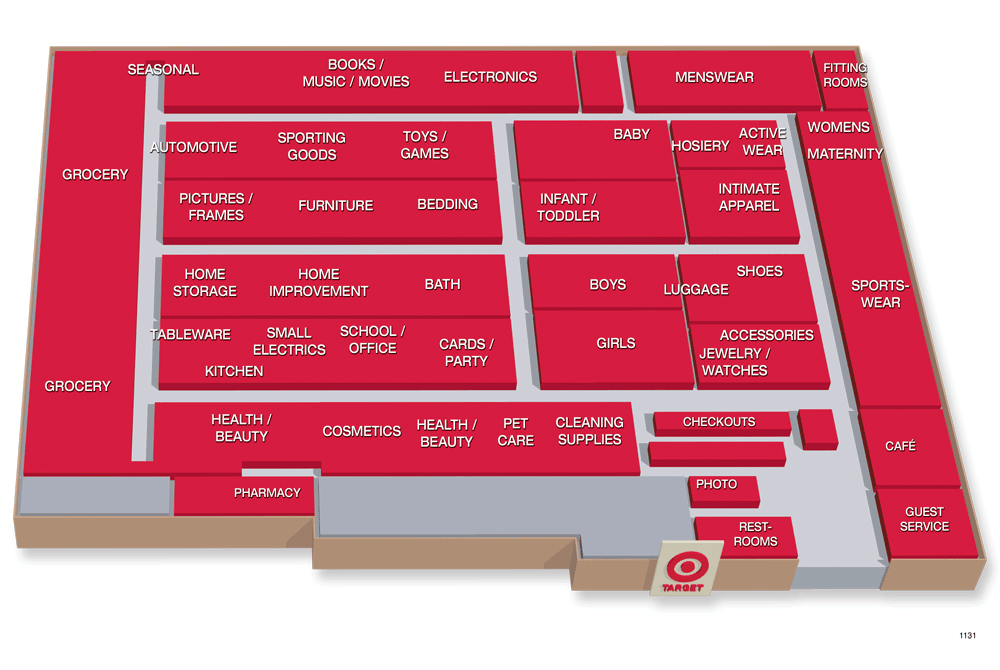 SEASONAL
BOOKS /
MUSIC / MOVIES
ELECTRONICS
MENSWEAR
FITTING
ROOMS
GROCERY
AUTOMOTIVE
SPORTING
GOODS
TOYS /
GAMES
BABY
HOSIERY
ACTIVE
WEAR
WOMENS
MATERNITY
PICTURES /
FRAMES
FURNITURE
BEDDING
INFANT /
TODDLER
INTIMATE
APPAREL
HOME
STORAGE
HOME
IMPROVEMENT
BATH
BOYS
LUGGAGE
SHOES
SPORTS-
WEAR
TABLEWARE
SMALL
ELECTRICS
SCHOOL /
OFFICE
CARDS /
PARTY
KITCHEN
GIRLS
ACCESSORIES
JEWELRY /
WATCHES
GROCERY
HEALTH /
BEAUTY
COSMETICS
HEALTH /
BEAUTY
PET
CARE
CLEANING
SUPPLIES
CHECKOUTS
CAFÉ
PHARMACY
PHOTO
REST-
ROOMS
GUEST
SERVICE
TARGET
1131